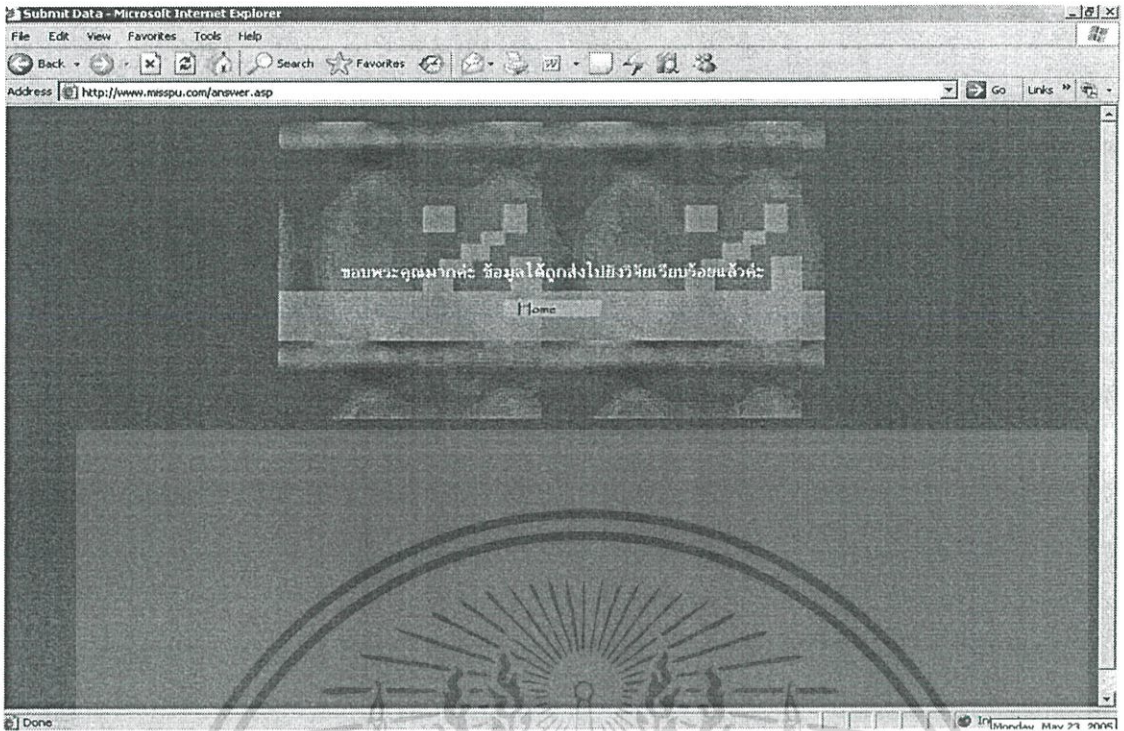 Submit Data - Microsoft Internet Explorer
File Edit View Favorites Tools Help
Back Search Favorites
Address http://www.misspu.com/answer.asp Go Links »
ขอบพระคุณมากค่ะ ข้อมูลได้ถูกส่งไปยังวิจัยเรียบร้อยแล้วค่ะ
Home
Done
Monday, May 23, 2005